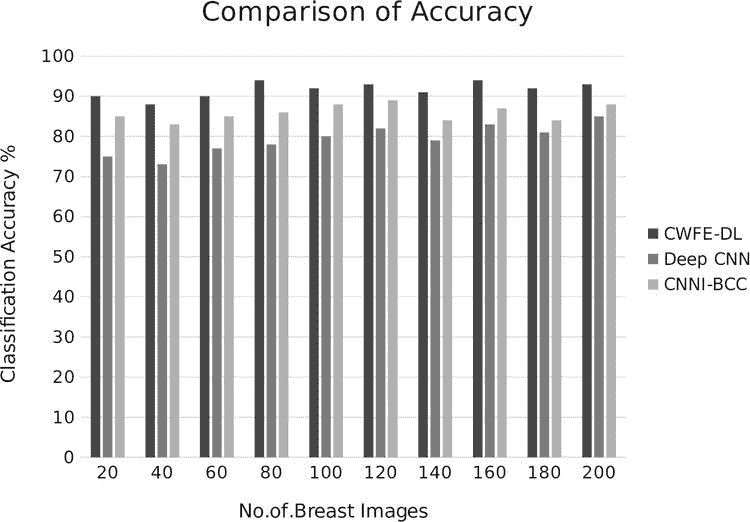 Comparison of Accuracy
Classification Accuracy %
100
90
80
70
60
50
40
30
20
10
0
20 40 60 80 100 120 140 160 180 200
No.of.Breast Images
CWFE-DL
Deep CNN
CNNI-BCC